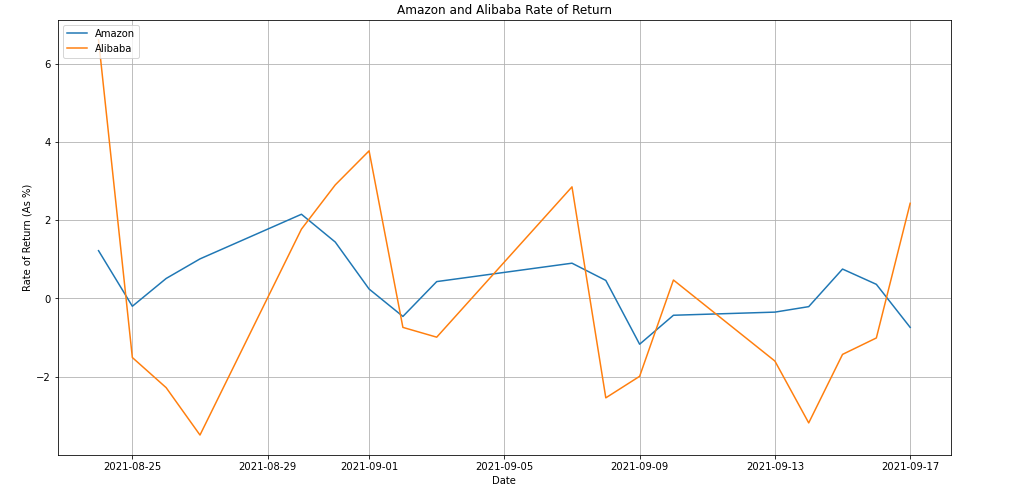 Amazon and Alibaba Rate of Return
Amazon
Alibaba
Rate of Return (As %)
6
4
2
0
−2
2021-08-25 2021-08-29 2021-09-01 2021-09-05 2021-09-09 2021-09-13 2021-09-17
Date